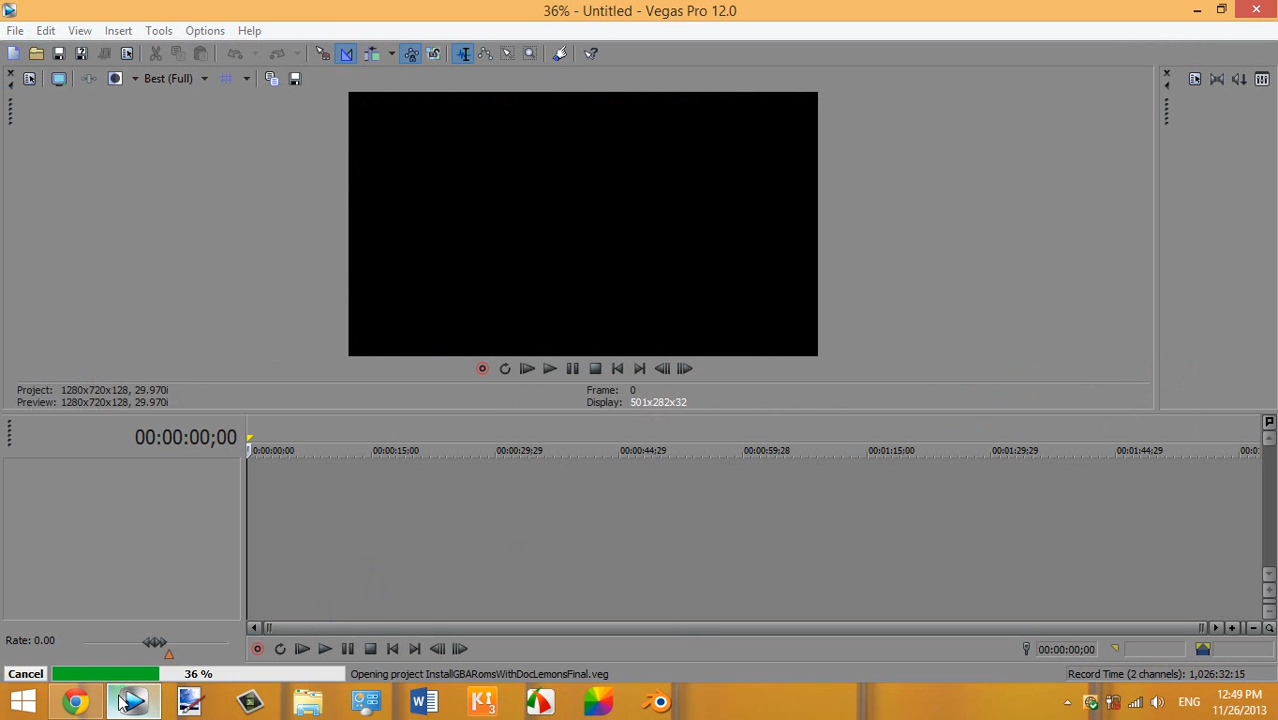 36% - Untitled - Vegas Pro 12.0
File Edit View Insert Tools Options Help
Best (Full)
Project: 1280x720x128, 29.970i
Preview: 1280x720x128, 29.970i
Frame: 0
Display: 501x282x32
00:00:00;00
0:00:00;00 00:00:15;00 00:00:29;29 00:00:44;29 00:00:59;28 00:01:15;00 00:01:29;29 00:01:44;29 00:0
Rate: 0.00
00:00:00;00
Cancel 36 % Opening project InstallGBARomsWithDocLemonsFinal.veg Record Time (2 channels): 1,026:32:15
K1
ENG
12:49 PM
11/26/2013